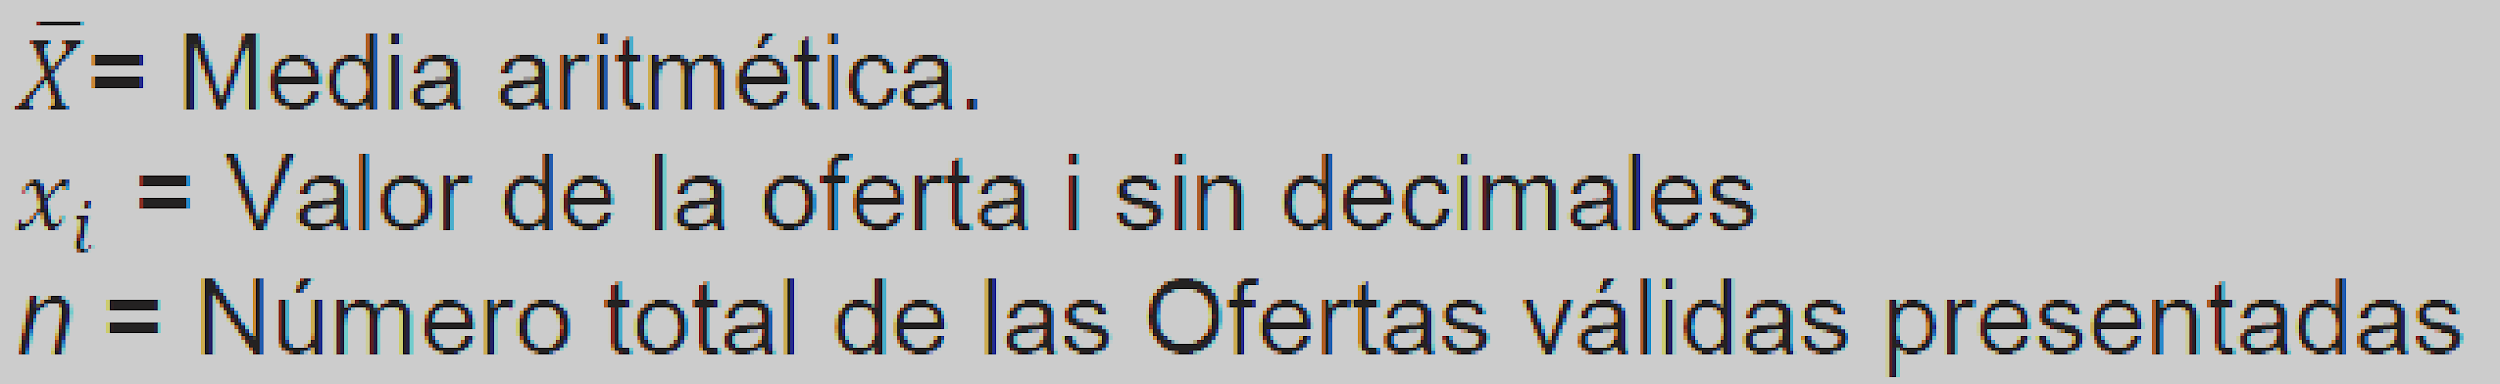 X̄= Media aritmética.
xᵢ = Valor de la oferta i sin decimales
n = Número total de las Ofertas válidas presentadas